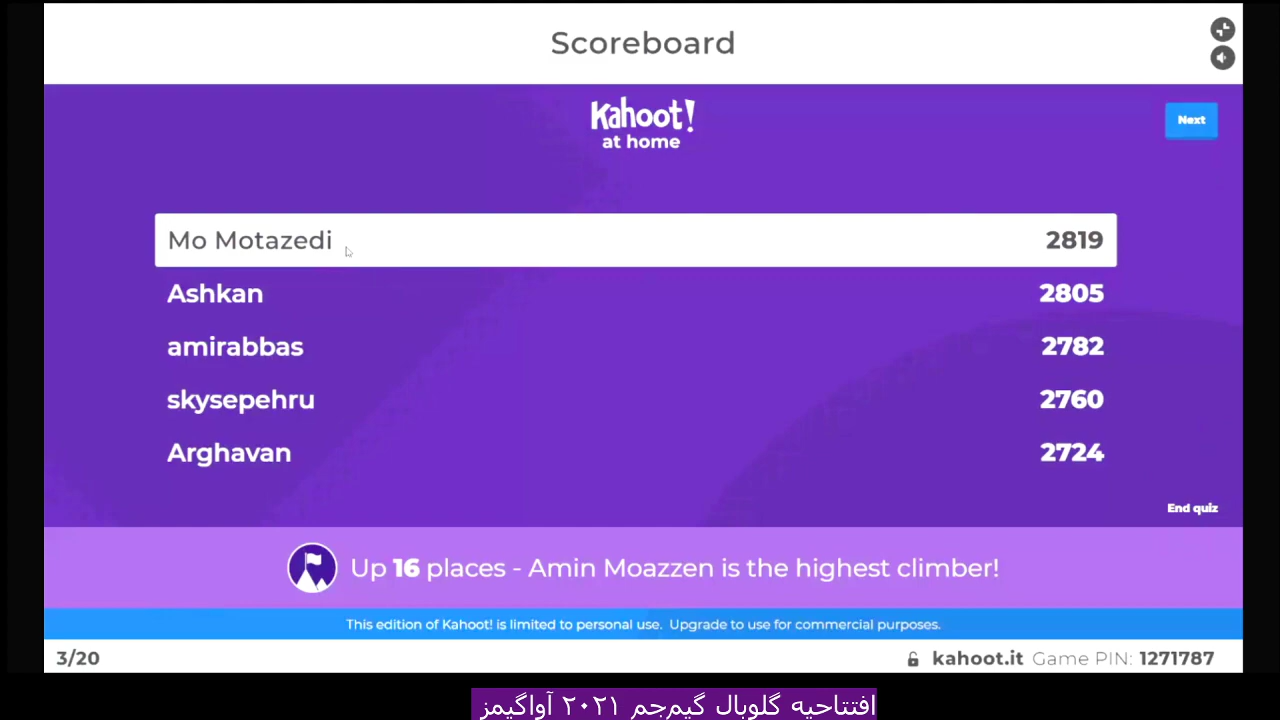 Scoreboard
Kahoot!
at home
Next
Mo Motazedi 2819
Ashkan 2805
amirabbas 2782
skysepehru 2760
Arghavan 2724
End quiz
Up 16 places - Amin Moazzen is the highest climber!
This edition of Kahoot! is limited to personal use. Upgrade to use for commercial purposes.
3/20 kahoot.it Game PIN: 1271787
افتتاحیه گلوبال گیم‌جم ۲۰۲۱ آواگیمز